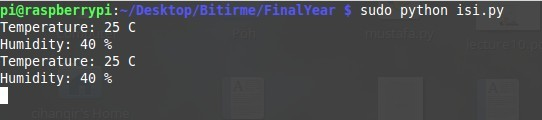 pi@raspberrypi:~/Desktop/Bitirme/FinalYear $ sudo python isi.py
Temperature: 25 C
Humidity: 40 %
Temperature: 25 C
Humidity: 40 %